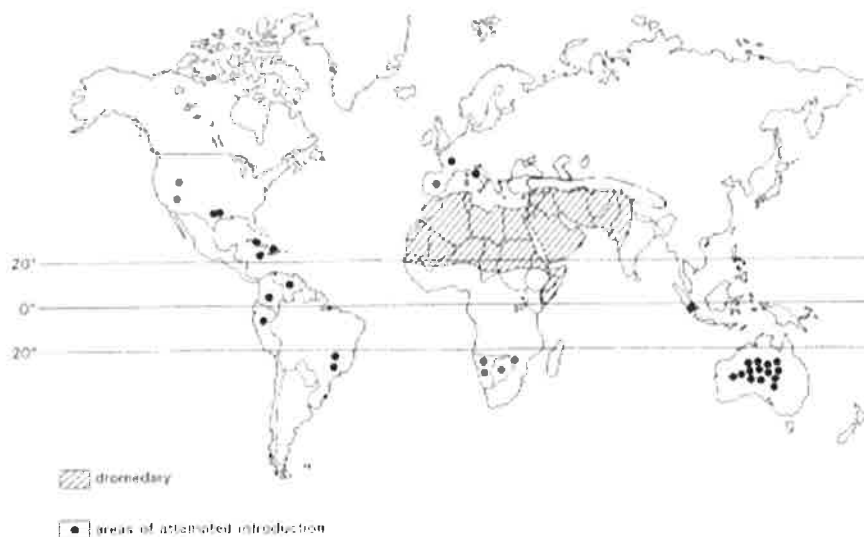 20°
0°
20°
dromedary
areas of attempted introduction